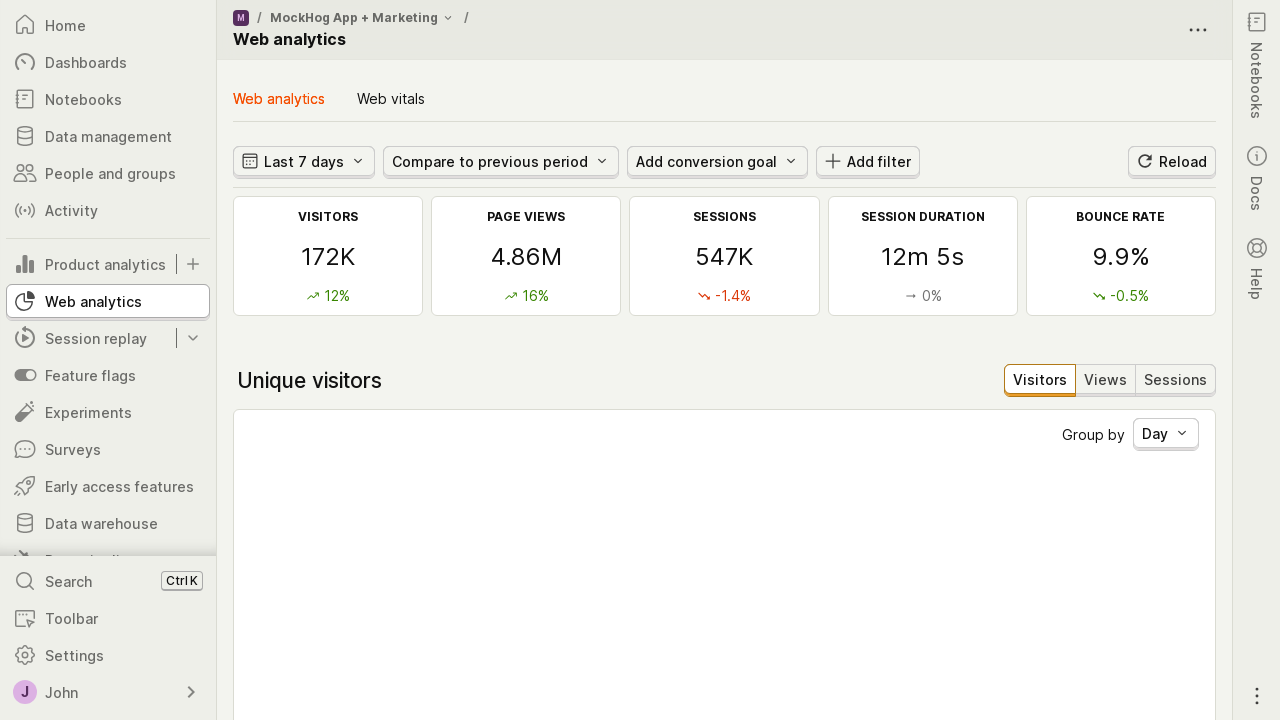 Home
Dashboards
Notebooks
Data management
People and groups
Activity
Product analytics
Web analytics
Session replay
Feature flags
Experiments
Surveys
Early access features
Data warehouse
Search Ctrl K
Toolbar
Settings
J John
M / MockHog App + Marketing /
Web analytics
Web analytics Web vitals
Last 7 days Compare to previous period Add conversion goal Add filter Reload
VISITORS PAGE VIEWS SESSIONS SESSION DURATION BOUNCE RATE
172K 4.86M 547K 12m 5s 9.9%
12% 16% -1.4% 0% -0.5%
Unique visitors Visitors Views Sessions
Group by Day
Notebooks
Docs
Help